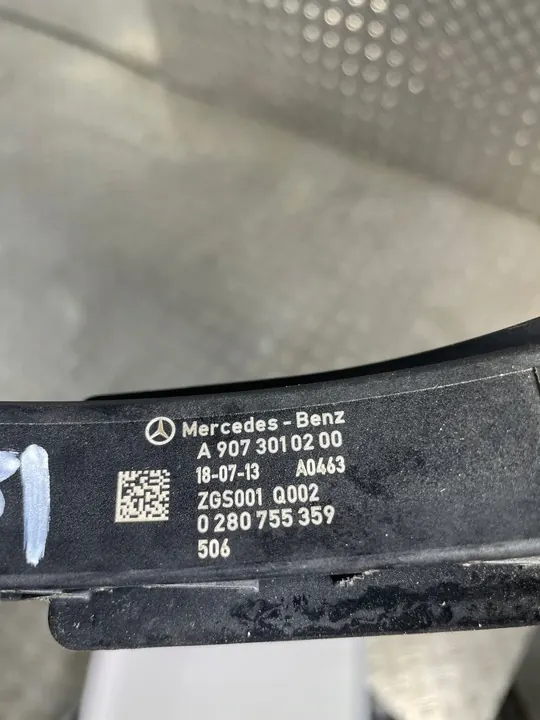 Mercedes-Benz
A 907 301 02 00
18-07-13 A0463
ZGS001 Q002
0 280 755 359
506